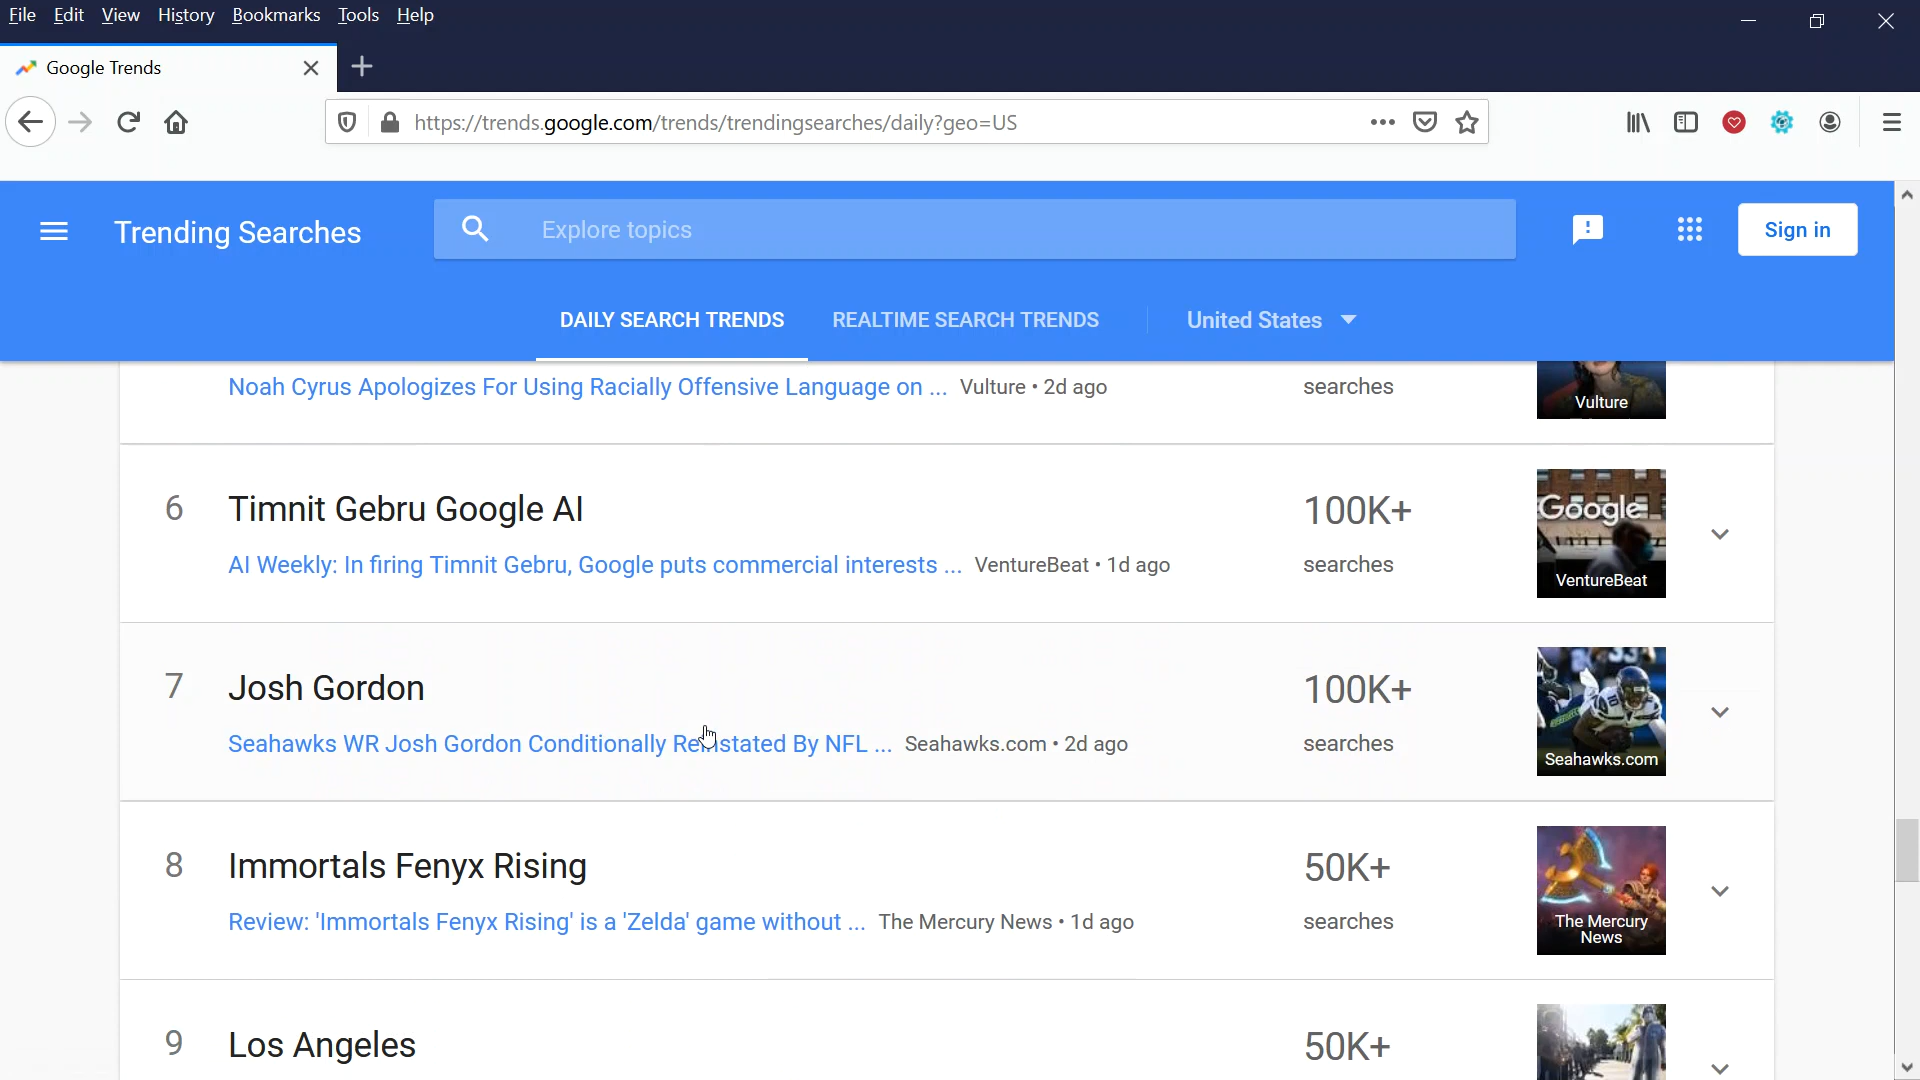 File Edit View History Bookmarks Tools Help
Google Trends
https://trends.google.com/trends/trendingsearches/daily?geo=US
Trending Searches Explore topics Sign in
DAILY SEARCH TRENDS REALTIME SEARCH TRENDS United States
Noah Cyrus Apologizes For Using Racially Offensive Language on ... Vulture • 2d ago searches
Vulture
6 Timnit Gebru Google AI 100K+
Google
AI Weekly: In firing Timnit Gebru, Google puts commercial interests ... VentureBeat • 1d ago searches
VentureBeat
7 Josh Gordon 100K+
Seahawks WR Josh Gordon Conditionally Reinstated By NFL ... Seahawks.com • 2d ago searches
Seahawks.com
8 Immortals Fenyx Rising 50K+
Review: 'Immortals Fenyx Rising' is a 'Zelda' game without ... The Mercury News • 1d ago searches
The Mercury
News
9 Los Angeles 50K+